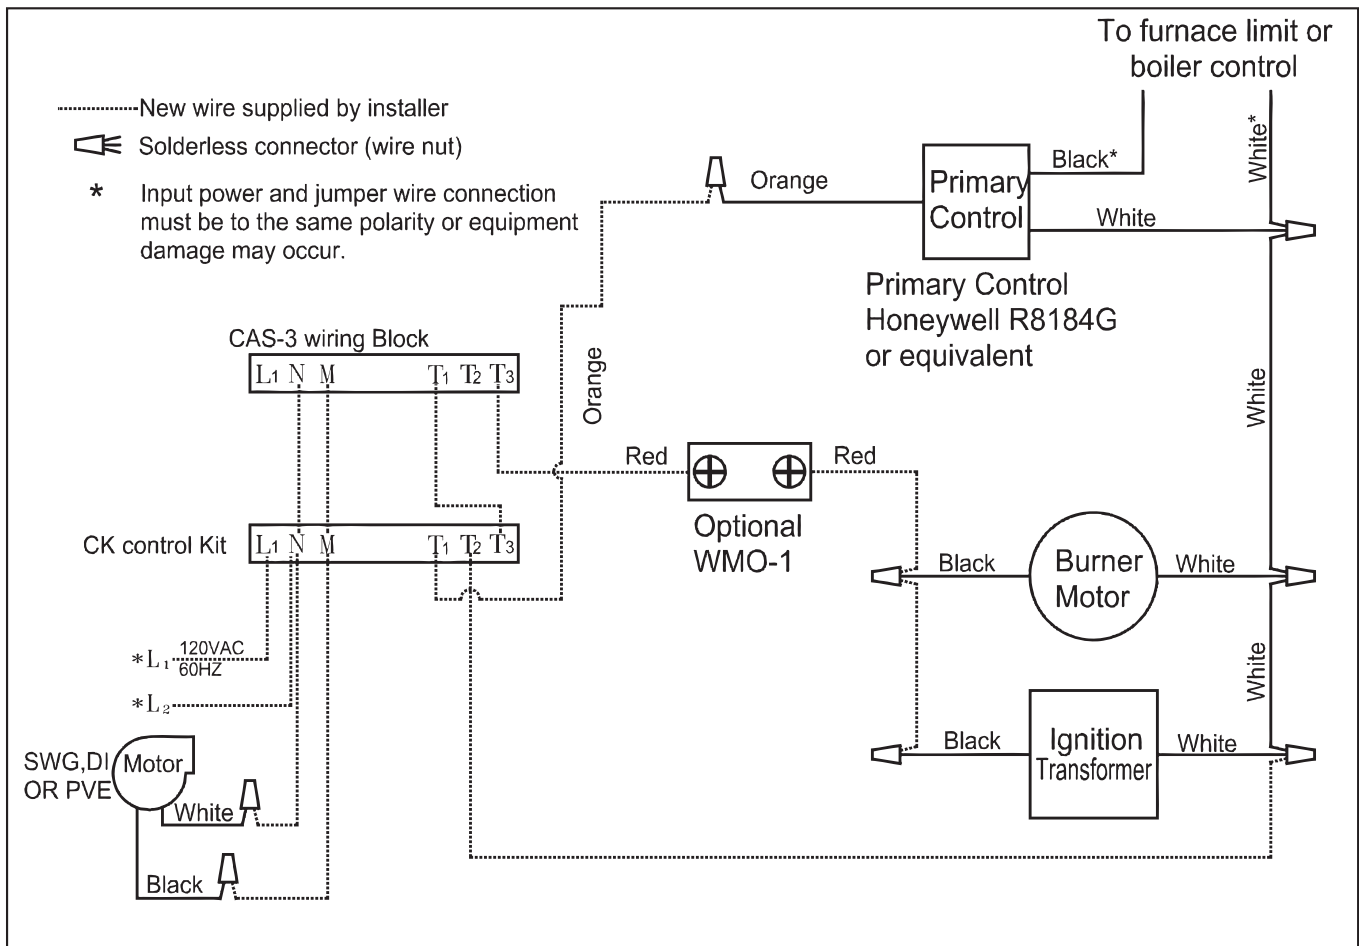 To furnace limit or
boiler control
New wire supplied by installer
Solderless connector (wire nut)
* Input power and jumper wire connection
must be to the same polarity or equipment
damage may occur.
Black*
White*
Orange
Primary
Control
White
Primary Control
Honeywell R8184G
or equivalent
CAS-3 wiring Block
L1 N M T1 T2 T3
Orange
White
Red
Red
Optional
WMO-1
CK control Kit
L1 N M T1 T2 T3
Black
Burner
Motor
White
*L1 120VAC
60HZ
*L2
White
SWG,DI
OR PVE
Motor
White
Black
Black
Ignition
Transformer
White